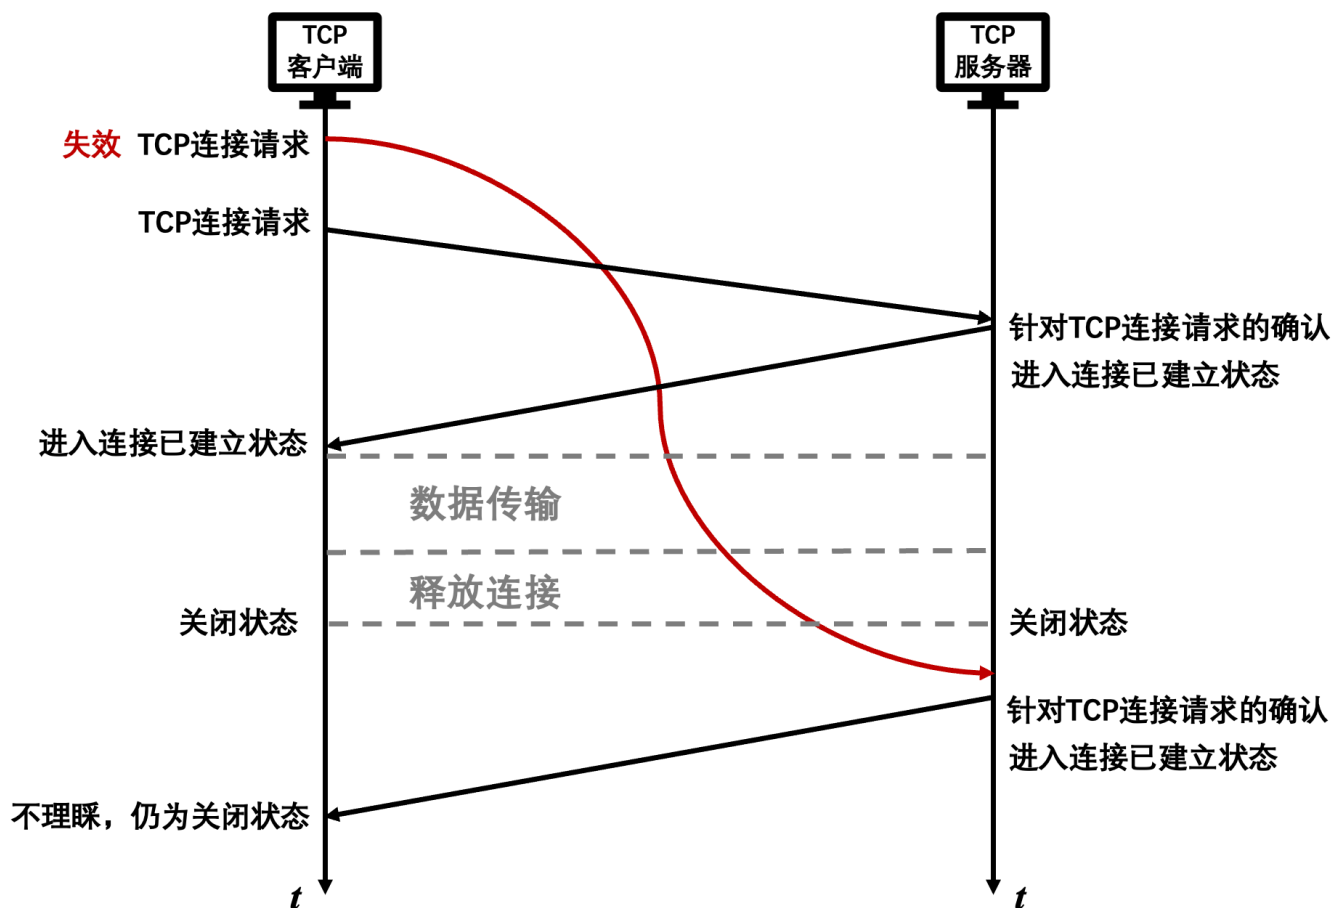 TCP
客户端
TCP
服务器
失效 TCP连接请求
TCP连接请求
针对TCP连接请求的确认
进入连接已建立状态
进入连接已建立状态
数据传输
释放连接
关闭状态
关闭状态
针对TCP连接请求的确认
进入连接已建立状态
不理睬，仍为关闭状态
t
t